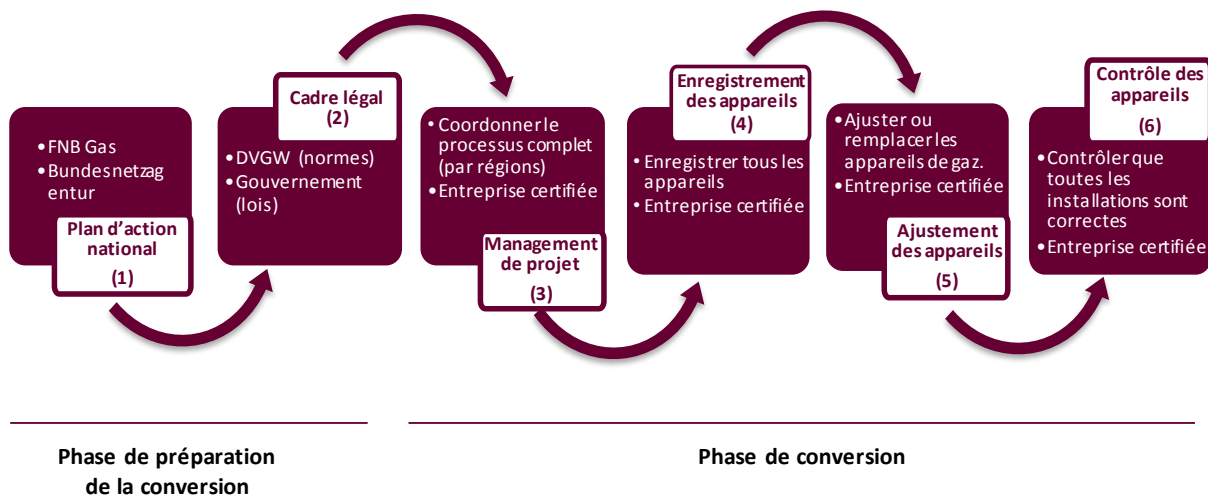 • FNB Gas
• Bundesnetzag
entur
Plan d’action
national
(1)
Cadre légal
(2)
• DVGW (normes)
• Gouvernement
(lois)
• Coordonner le
processus complet
(par régions)
• Entreprise certifiée
Management
de projet
(3)
Enregistrement
des appareils
(4)
• Enregistrer tous les
appareils
• Entreprise certifiée
• Ajuster ou
remplacer les
appareils de gaz.
• Entreprise certifiée
Ajustement
des appareils
(5)
Contrôle des
appareils
(6)
• Contrôler que
toutes les
installations sont
correctes
• Entreprise certifiée
Phase de préparation
de la conversion
Phase de conversion